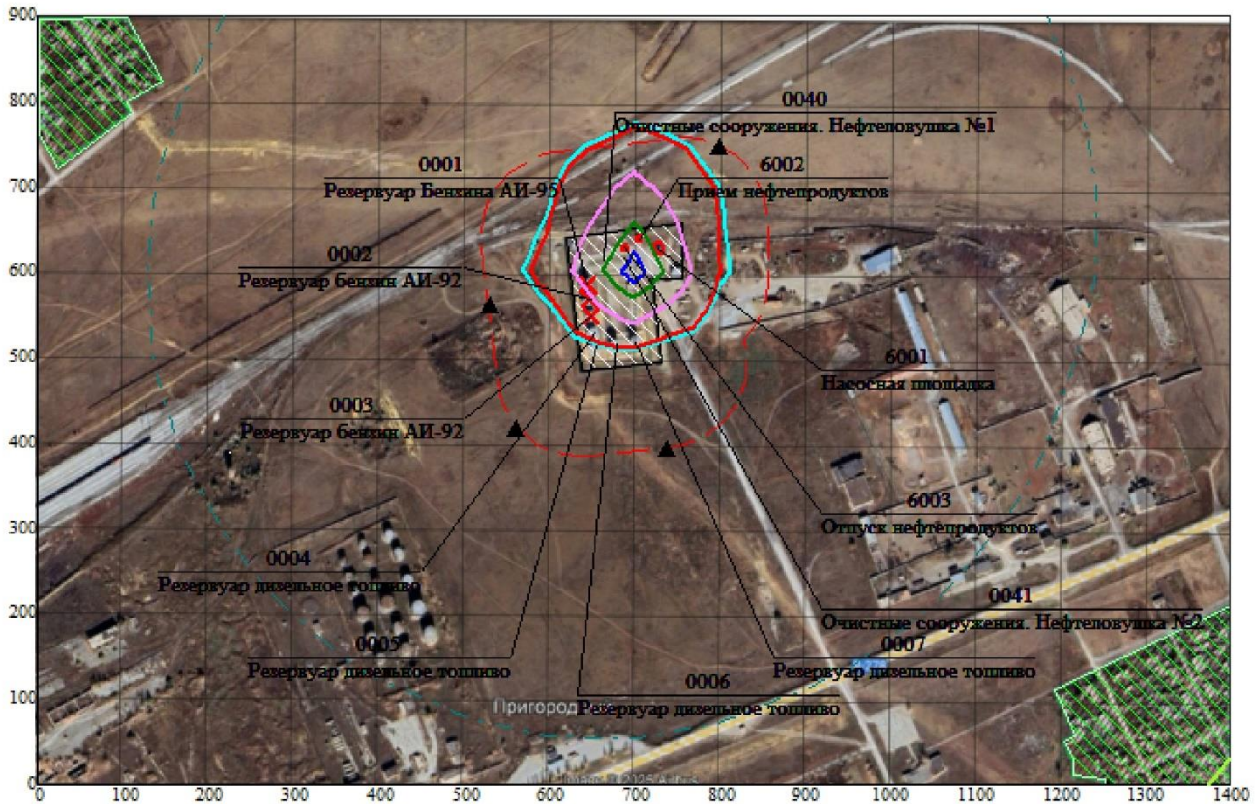 900
800
700
600
500
400
300
200
100
0
0040
Очистные сооружения. Нефтеловушка №1
0001
Резервуар Бензина АИ-95
6002
Прием нефтепродуктов
0002
Резервуар бензин АИ-92
6001
Насосная площадка
0003
Резервуар бензин АИ-92
6003
Отпуск нефтепродуктов
0004
Резервуар дизельное топливо
0041
Очистные сооружения. Нефтеловушка №2
0005
Резервуар дизельное топливо
0007
Резервуар дизельное топливо
0006
Резервуар дизельное топливо
Пригород
0 100 200 300 400 500 600 700 800 900 1000 1100 1200 1300 1400